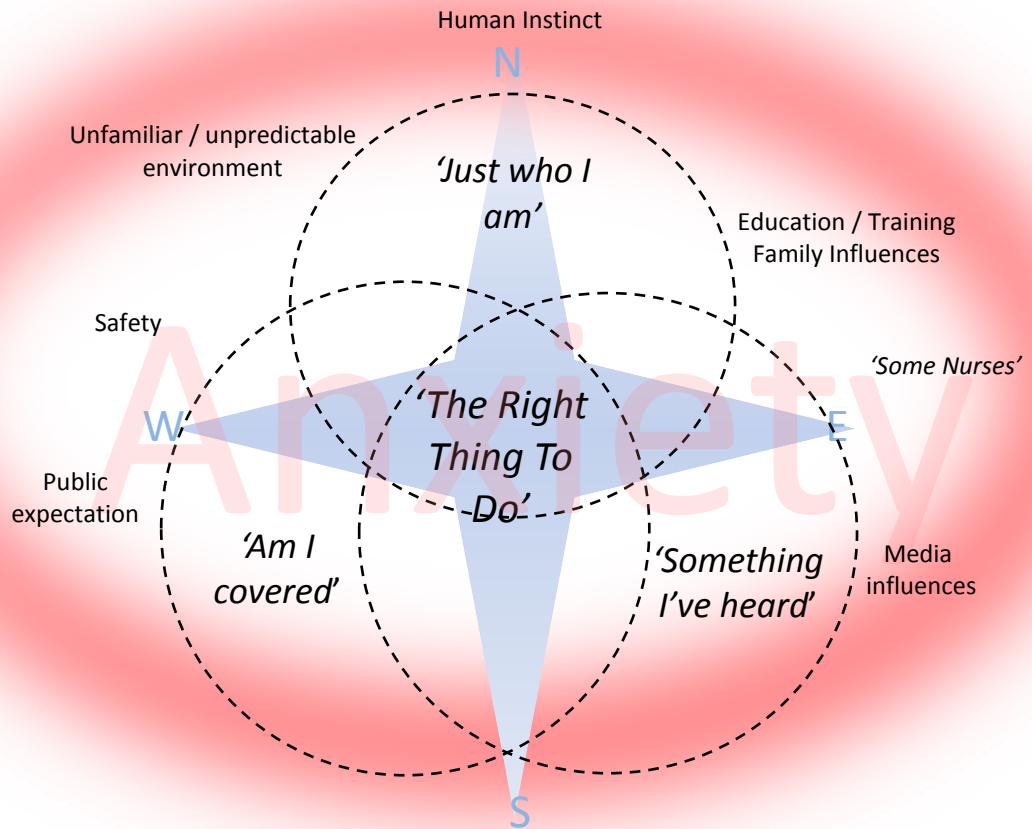 Human Instinct
N
Unfamiliar / unpredictable
environment
‘Just who I
am’
Education / Training
Family Influences
Safety
Anxiety
‘Some Nurses’
W
‘The Right
Thing To
Do’
E
Public
expectation
‘Am I
covered’
‘Something
I’ve heard’
Media
influences
S